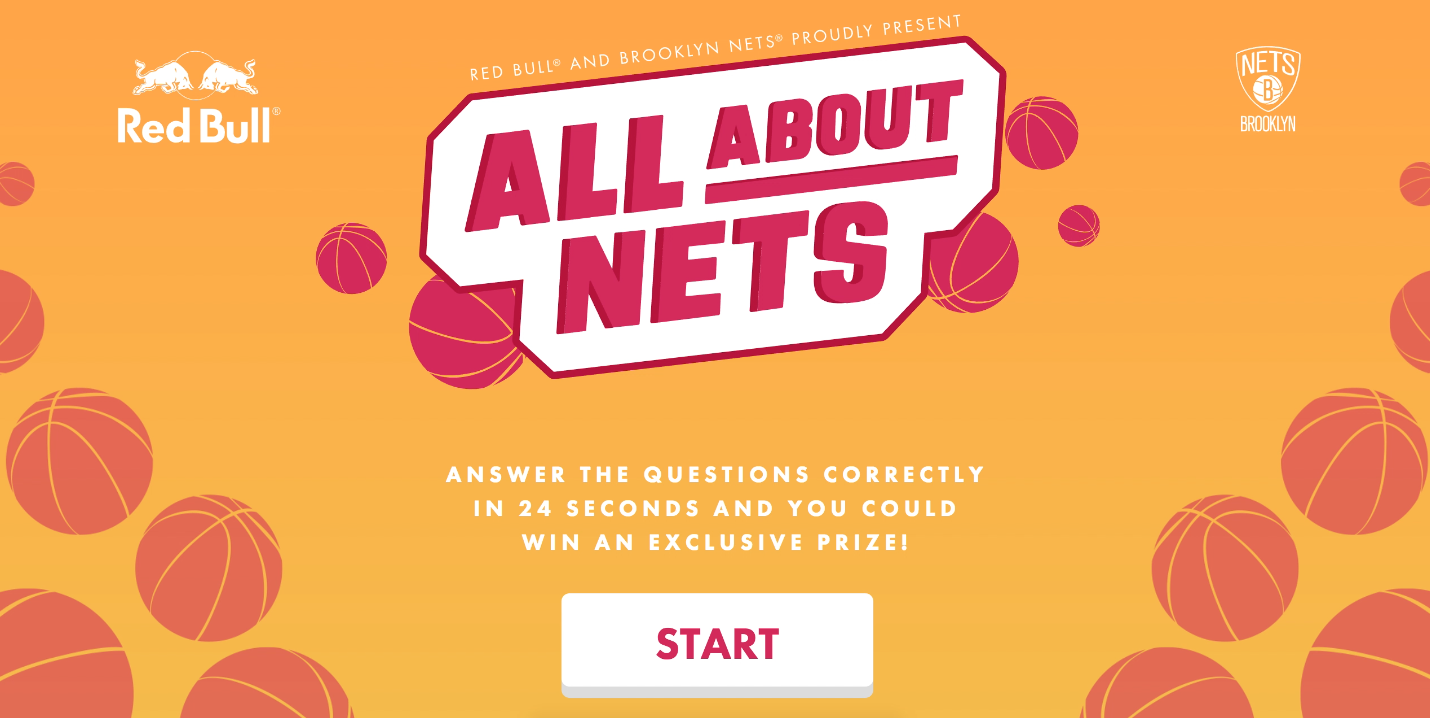 RED BULL® AND BROOKLYN NETS® PROUDLY PRESENT
Red Bull®
NETS
B
BROOKLYN
ALL ABOUT
NETS
ANSWER THE QUESTIONS CORRECTLY
IN 24 SECONDS AND YOU COULD
WIN AN EXCLUSIVE PRIZE!
START